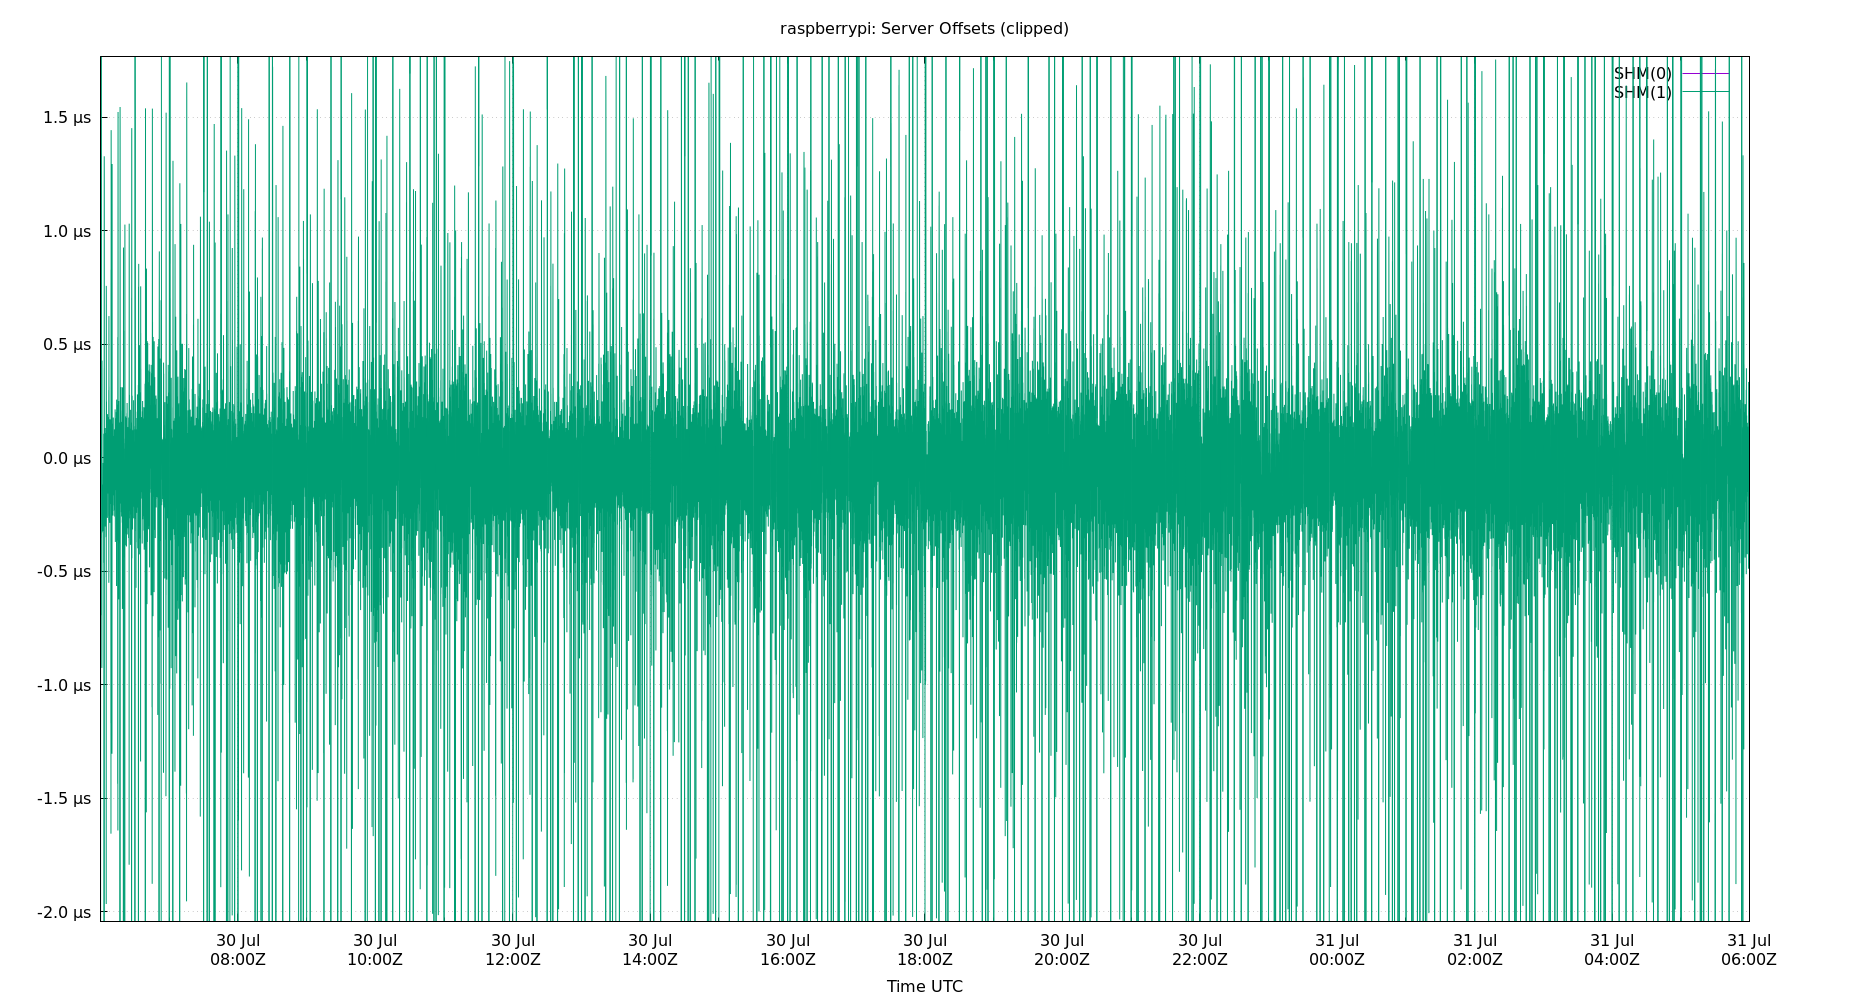 raspberrypi: Server Offsets (clipped)
SHM(0)
SHM(1)
1.5 µs
1.0 µs
0.5 µs
0.0 µs
-0.5 µs
-1.0 µs
-1.5 µs
-2.0 µs
30 Jul 30 Jul 30 Jul 30 Jul 30 Jul 30 Jul 30 Jul 30 Jul 31 Jul 31 Jul 31 Jul 31 Jul
08:00Z 10:00Z 12:00Z 14:00Z 16:00Z 18:00Z 20:00Z 22:00Z 00:00Z 02:00Z 04:00Z 06:00Z
Time UTC